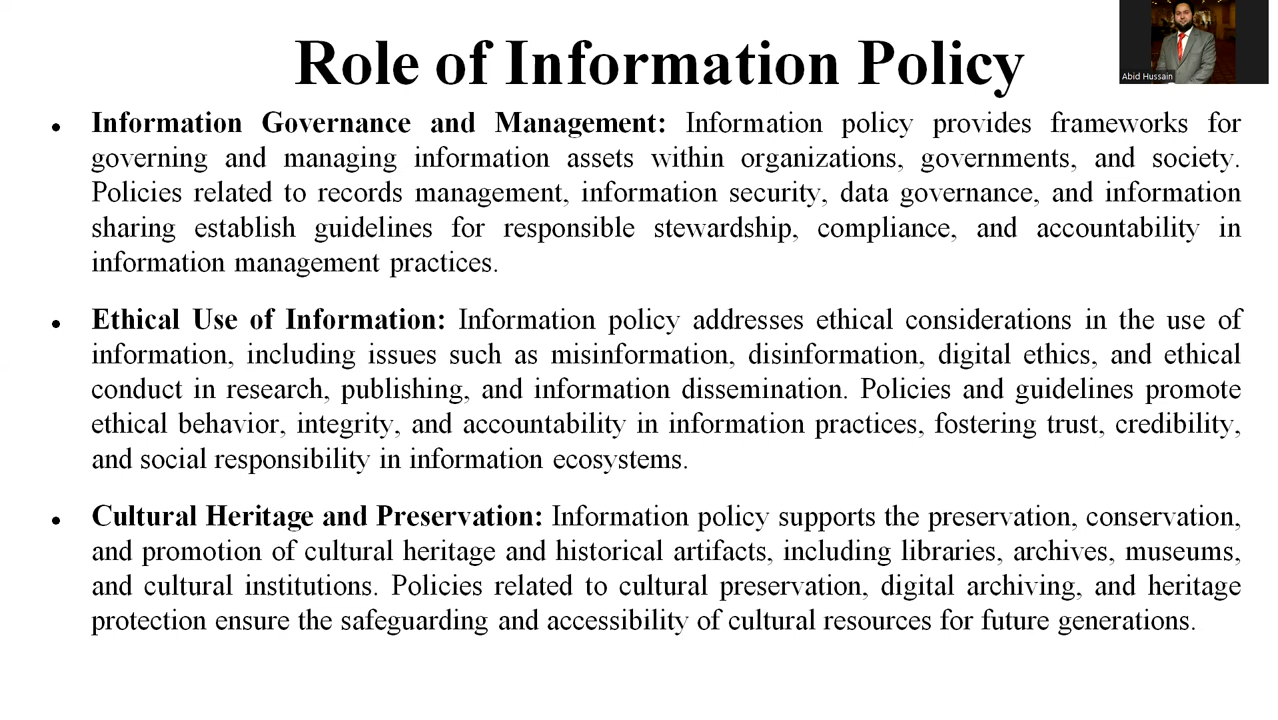 Role of Information Policy
Abid Hussain
• Information Governance and Management: Information policy provides frameworks for
governing and managing information assets within organizations, governments, and society.
Policies related to records management, information security, data governance, and information
sharing establish guidelines for responsible stewardship, compliance, and accountability in
information management practices.
• Ethical Use of Information: Information policy addresses ethical considerations in the use of
information, including issues such as misinformation, disinformation, digital ethics, and ethical
conduct in research, publishing, and information dissemination. Policies and guidelines promote
ethical behavior, integrity, and accountability in information practices, fostering trust, credibility,
and social responsibility in information ecosystems.
• Cultural Heritage and Preservation: Information policy supports the preservation, conservation,
and promotion of cultural heritage and historical artifacts, including libraries, archives, museums,
and cultural institutions. Policies related to cultural preservation, digital archiving, and heritage
protection ensure the safeguarding and accessibility of cultural resources for future generations.